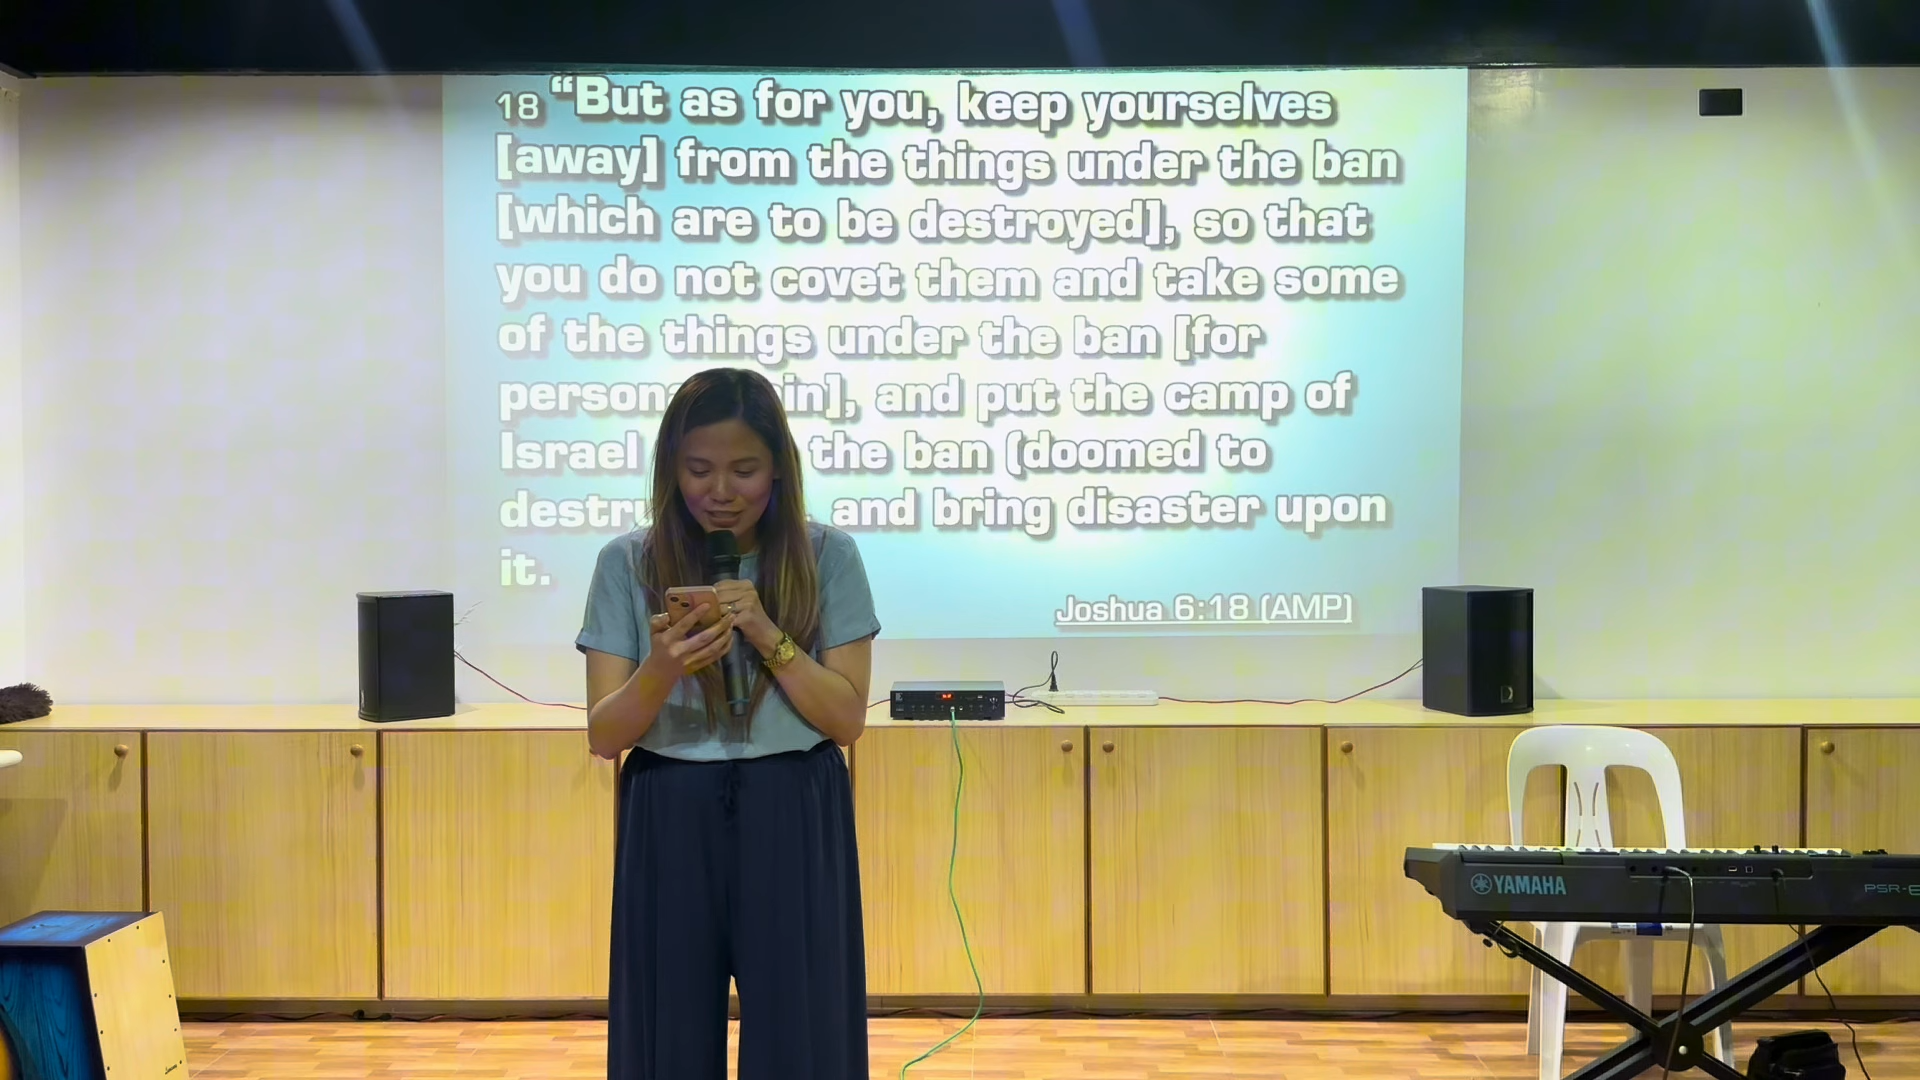 18 “But as for you, keep yourselves
[away] from the things under the ban
[which are to be destroyed], so that
you do not covet them and take some
of the things under the ban [for
in], and put the camp of
Israel the ban (doomed to
and bring disaster upon
it.
Joshua 6:18 (AMP)
YAMAHA
PSR-